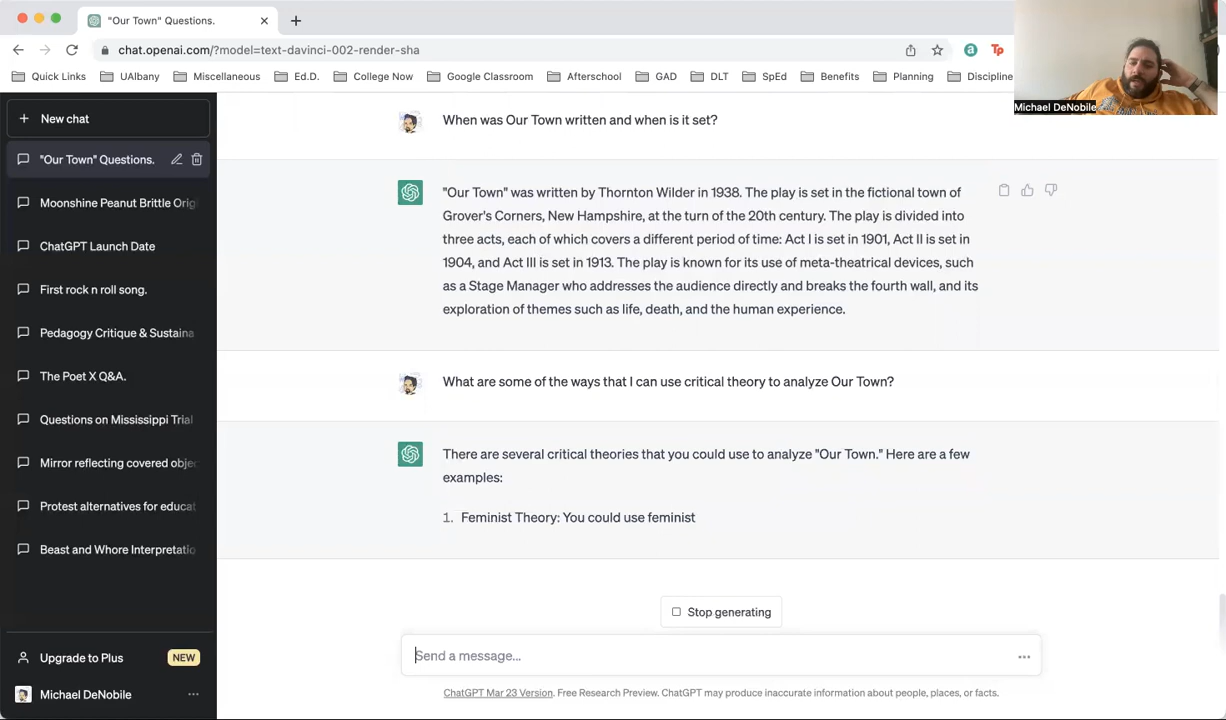 "Our Town" Questions.
chat.openai.com/?model=text-davinci-002-render-sha
Tp
Quick Links UAlbany Miscellaneous Ed.D. College Now Google Classroom Afterschool GAD DLT SpEd Benefits Planning Discipline
Michael DeNobile
New chat
"Our Town" Questions.
Moonshine Peanut Brittle Orig
ChatGPT Launch Date
First rock n roll song.
Pedagogy Critique & Sustaina
The Poet X Q&A.
Questions on Mississippi Trial
Mirror reflecting covered obje
Protest alternatives for educat
Beast and Whore Interpretatio
Upgrade to Plus NEW
Michael DeNobile
When was Our Town written and when is it set?
"Our Town" was written by Thornton Wilder in 1938. The play is set in the fictional town of
Grover's Corners, New Hampshire, at the turn of the 20th century. The play is divided into
three acts, each of which covers a different period of time: Act I is set in 1901, Act II is set in
1904, and Act III is set in 1913. The play is known for its use of meta-theatrical devices, such
as a Stage Manager who addresses the audience directly and breaks the fourth wall, and its
exploration of themes such as life, death, and the human experience.
What are some of the ways that I can use critical theory to analyze Our Town?
There are several critical theories that you could use to analyze "Our Town." Here are a few
examples:
1. Feminist Theory: You could use feminist
Stop generating
Send a message...
ChatGPT Mar 23 Version. Free Research Preview. ChatGPT may produce inaccurate information about people, places, or facts.